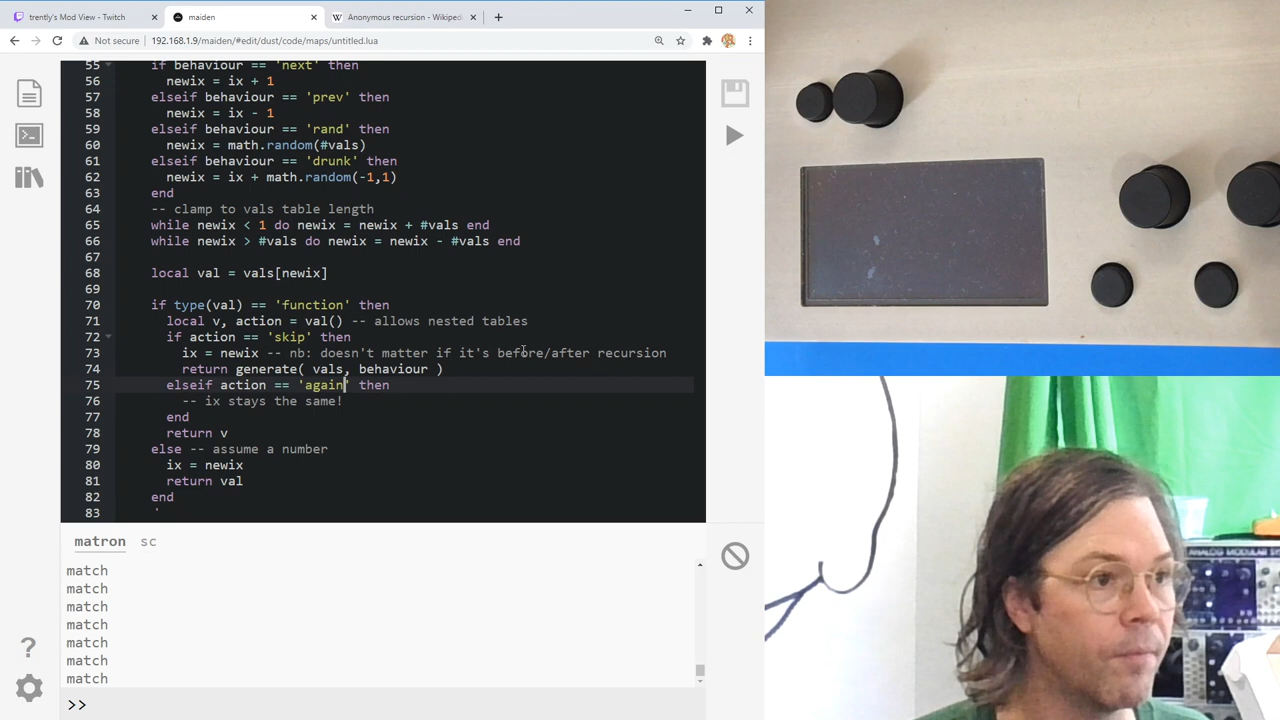 trently's Mod View - Twitch
maiden
Anonymous recursion - Wikiped
Not secure
192.168.1.9/maiden/#edit/dust/code/maps/untitled.lua
55 if behaviour == 'next' then
56 newix = ix + 1
57 elseif behaviour == 'prev' then
58 newix = ix - 1
59 elseif behaviour == 'rand' then
60 newix = math.random(#vals)
61 elseif behaviour == 'drunk' then
62 newix = ix + math.random(-1,1)
63 end
64 -- clamp to vals table length
65 while newix < 1 do newix = newix + #vals end
66 while newix > #vals do newix = newix - #vals end
67
68 local val = vals[newix]
69
70 if type(val) == 'function' then
71 local v, action = val() -- allows nested tables
72 if action == 'skip' then
73 ix = newix -- nb: doesn't matter if it's before/after recursion
74 return generate( vals, behaviour )
75 elseif action == 'again' then
76 -- ix stays the same!
77 end
78 return v
79 else -- assume a number
80 ix = newix
81 return val
82 end
83
matron sc
match
match
match
match
match
match
match
>>
ANALOG MODULAR SY